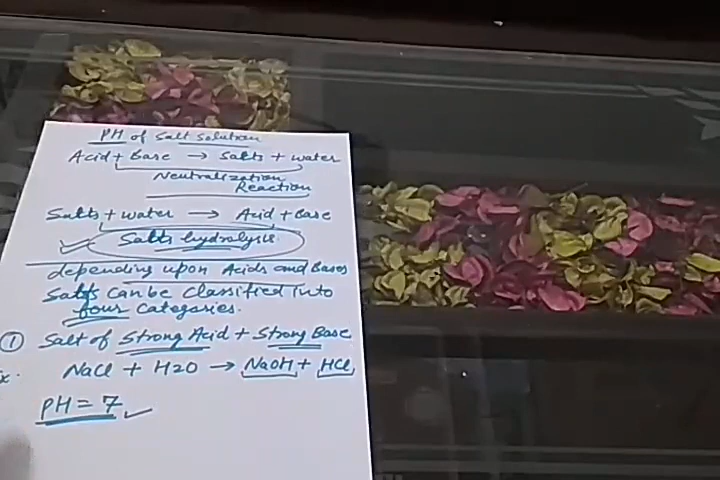 PH of Salt Solution
Acid + Base → Salts + water
Neutralization
Reaction
Salts + water → Acid + Base
Salts hydrolysis
depending upon Acids and Bases
Salts can be classified into
four categories.
① Salt of Strong Acid + Strong Base
x. NaCl + H2O → NaOH + HCl
PH = 7